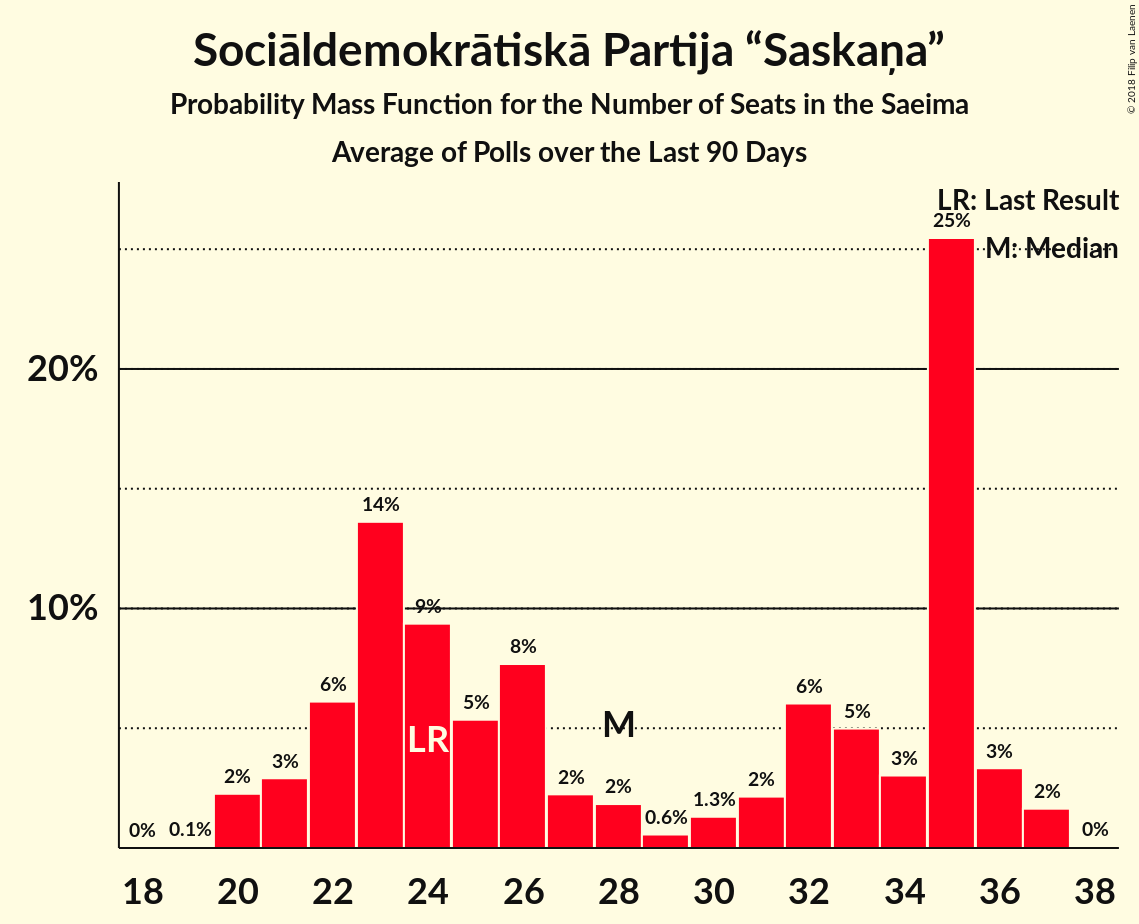 Sociāldemokrātiskā Partija “Saskaņa”
Probability Mass Function for the Number of Seats in the Saeima
Average of Polls over the Last 90 Days
© 2018 Filip van Laenen
LR: Last Result
M: Median
20%
10%
0% 0.1% 2% 3% 6% 14% 9% 5% 8% 2% 2% 0.6% 1.3% 2% 6% 5% 3% 25% 3% 2% 0%
LR
M
18 20 22 24 26 28 30 32 34 36 38